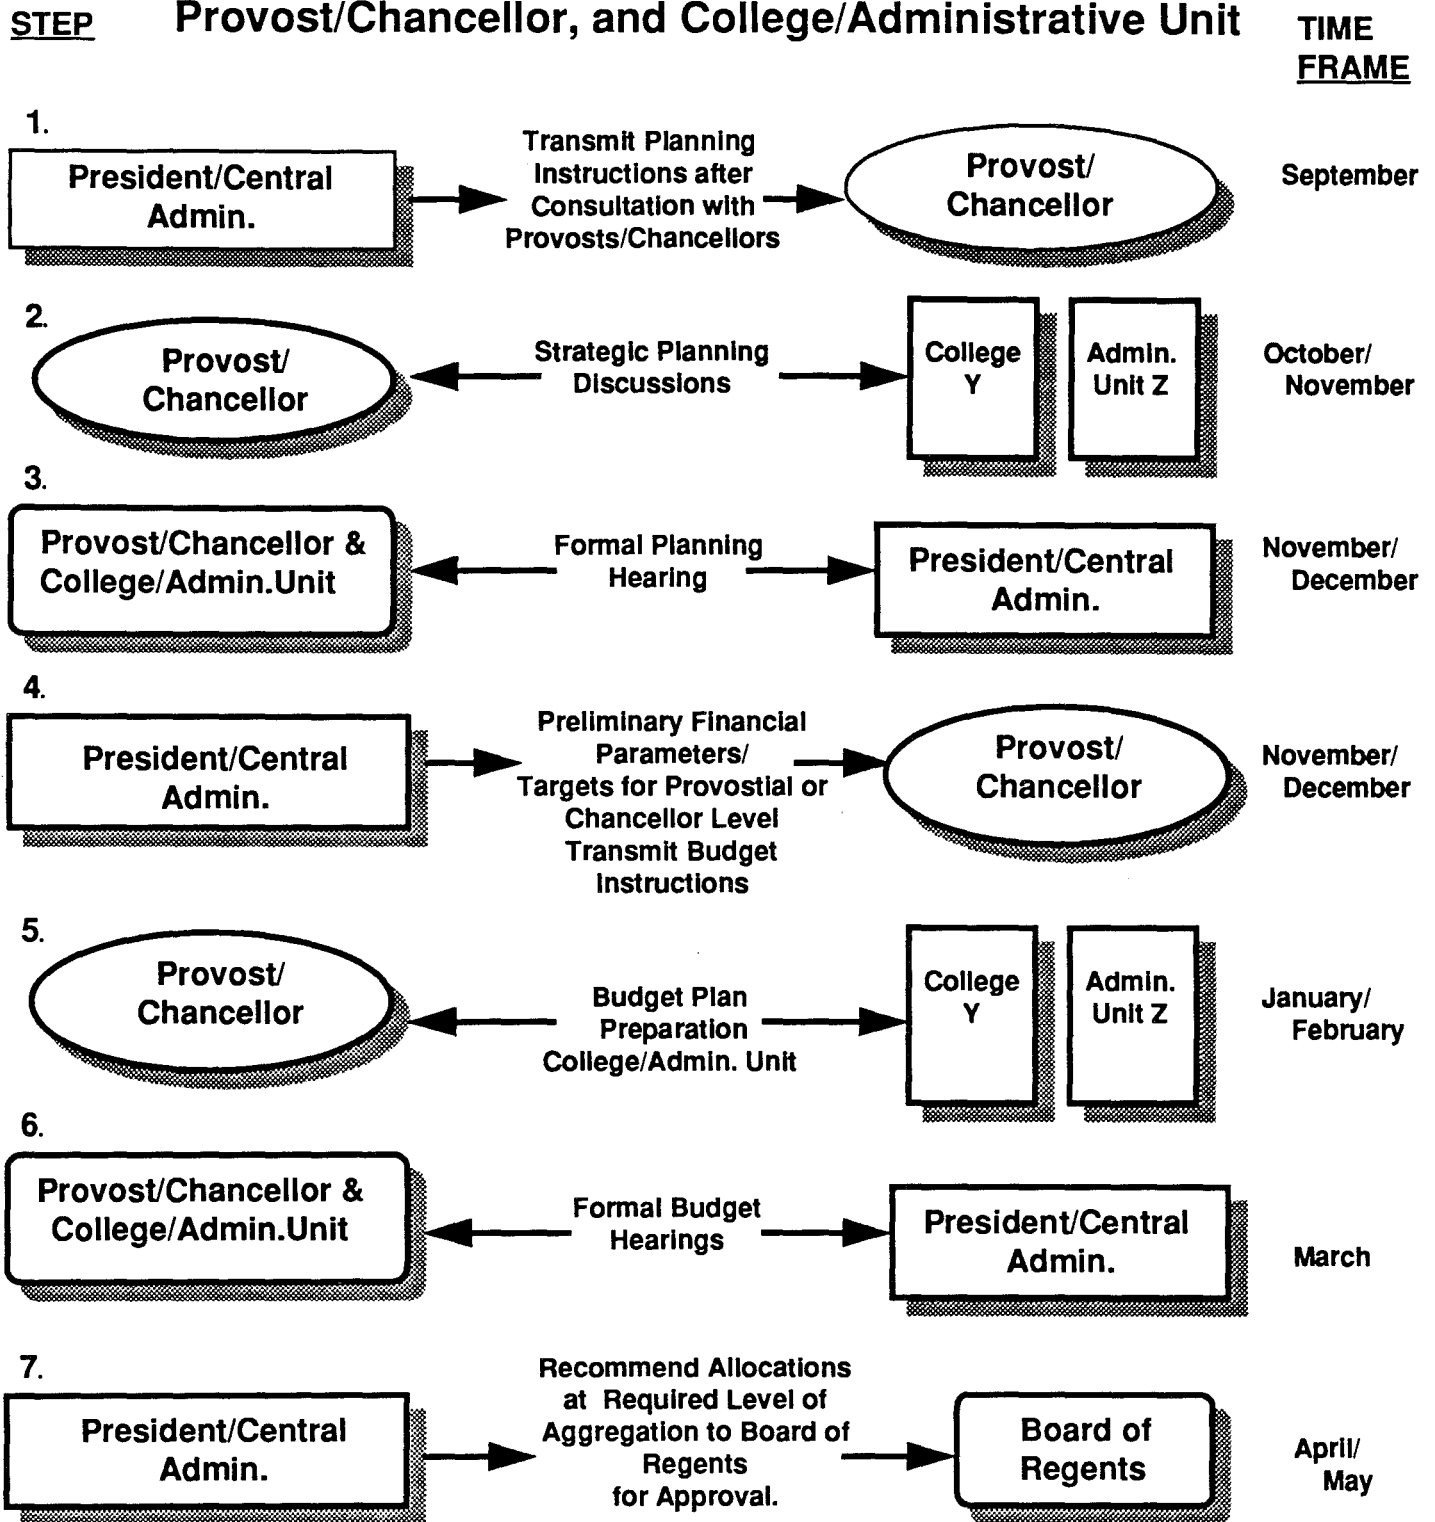 STEP
Provost/Chancellor, and College/Administrative Unit
TIME
FRAME
1.
President/Central
Admin.
Transmit Planning
Instructions after
Consultation with
Provosts/Chancellors
Provost/
Chancellor
September
2.
Provost/
Chancellor
Strategic Planning
Discussions
College
Y
Admin.
Unit Z
October/
November
3.
Provost/Chancellor &
College/Admin.Unit
Formal Planning
Hearing
President/Central
Admin.
November/
December
4.
President/Central
Admin.
Preliminary Financial
Parameters/
Targets for Provostial or
Chancellor Level
Transmit Budget
Instructions
Provost/
Chancellor
November/
December
5.
Provost/
Chancellor
Budget Plan
Preparation
College/Admin. Unit
College
Y
Admin.
Unit Z
January/
February
6.
Provost/Chancellor &
College/Admin.Unit
Formal Budget
Hearings
President/Central
Admin.
March
7.
President/Central
Admin.
Recommend Allocations
at Required Level of
Aggregation to Board of
Regents
for Approval.
Board of
Regents
April/
May